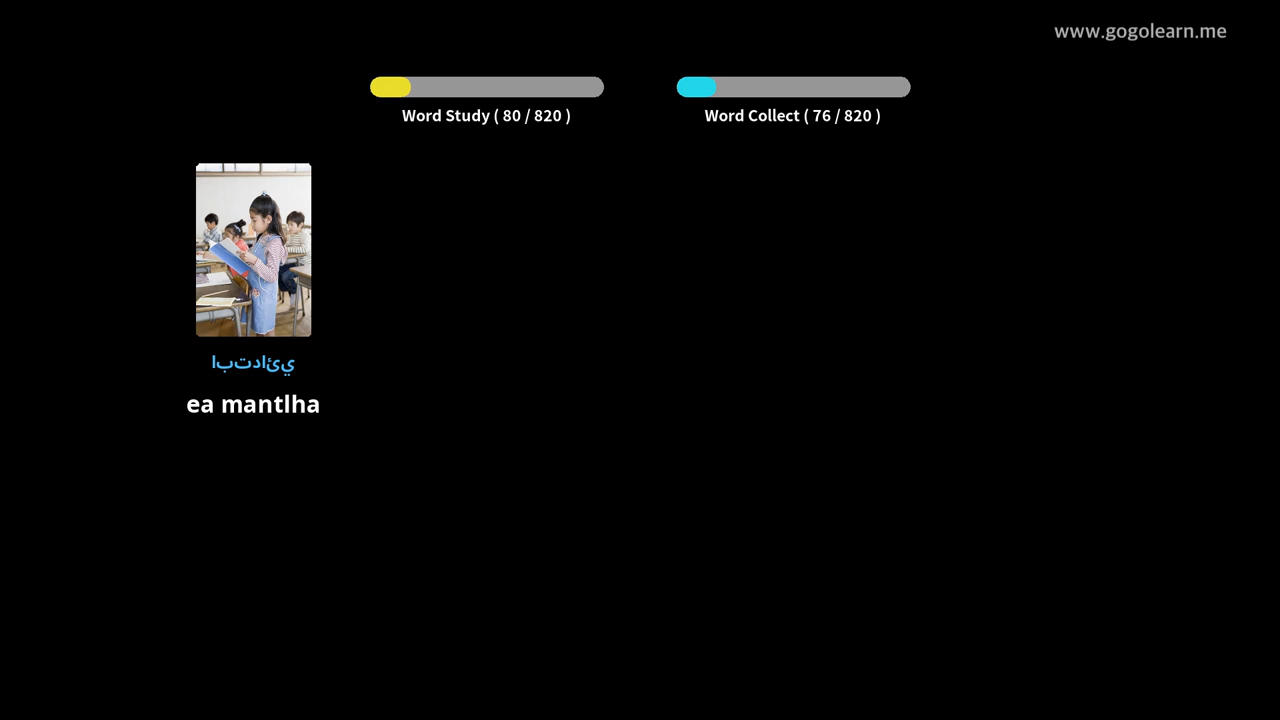 www.gogolearn.me
Word Study ( 80 / 820 )
Word Collect ( 76 / 820 )
ابتدائي
ea mantlha